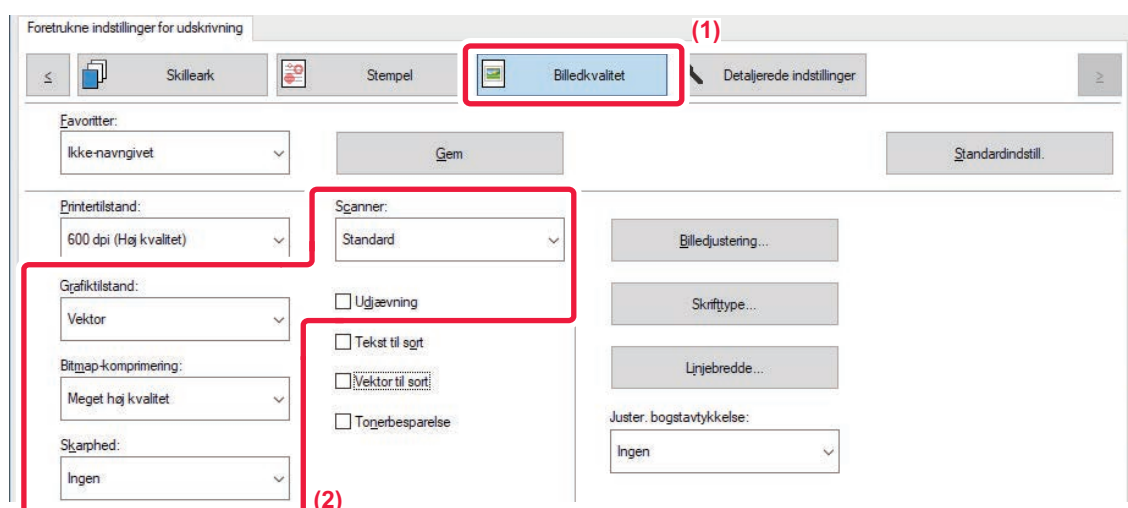 Foretrukne indstillinger for udskrivning
(1)
< Skilleark Stempel Billedkvalitet Detaljerede indstillinger >
Favoritter:
Ikke-navngivet Gem Standardindstill.
Printertilstand: Scanner:
600 dpi (Høj kvalitet) Standard Billedjustering...
Grafiktilstand:
Vektor Udjævning Skrifttype...
Tekst til sort
Bitmap-komprimering: Linjebredde...
Meget høj kvalitet Vektor til sort
Tonerbesparelse Juster. bogstavtykkelse:
Skarphed:
Ingen Ingen
(2)